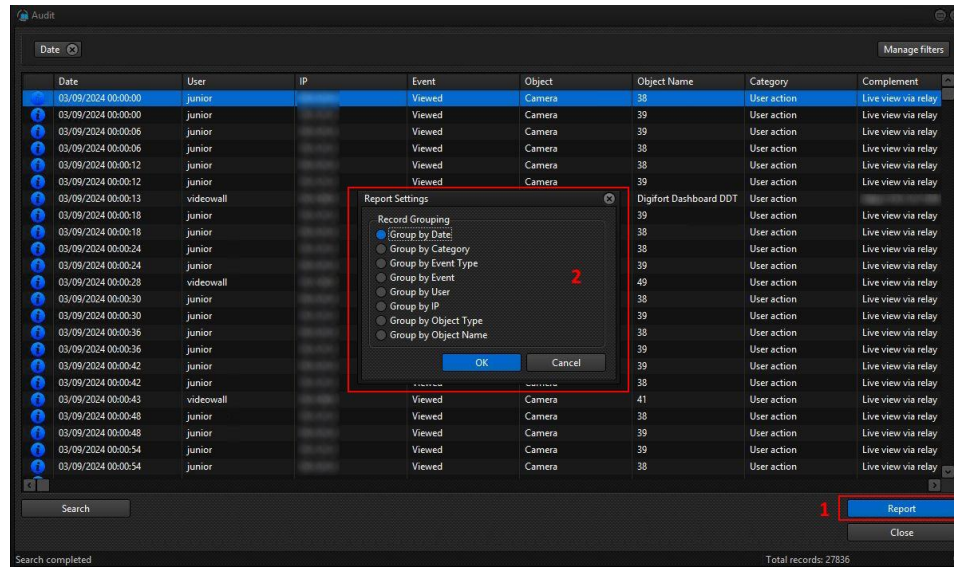 Audit
Date
Manage filters
Date User IP Event Object Object Name Category Complement
03/09/2024 00:00:00 junior Viewed Camera 38 User action Live view via relay
03/09/2024 00:00:00 junior Viewed Camera 39 User action Live view via relay
03/09/2024 00:00:06 junior Viewed Camera 39 User action Live view via relay
03/09/2024 00:00:06 junior Viewed Camera 38 User action Live view via relay
03/09/2024 00:00:12 junior Viewed Camera 38 User action Live view via relay
03/09/2024 00:00:12 junior Viewed Camera 39 User action Live view via relay
03/09/2024 00:00:13 videowall Digifort Dashboard DDT User action
03/09/2024 00:00:18 junior 39 User action Live view via relay
03/09/2024 00:00:18 junior 38 User action Live view via relay
03/09/2024 00:00:24 junior 38 User action Live view via relay
03/09/2024 00:00:24 junior 39 User action Live view via relay
03/09/2024 00:00:28 videowall 49 User action Live view via relay
03/09/2024 00:00:30 junior 38 User action Live view via relay
03/09/2024 00:00:30 junior 39 User action Live view via relay
03/09/2024 00:00:36 junior 38 User action Live view via relay
03/09/2024 00:00:36 junior 39 User action Live view via relay
03/09/2024 00:00:42 junior 39 User action Live view via relay
03/09/2024 00:00:42 junior 38 User action Live view via relay
03/09/2024 00:00:43 videowall Viewed Camera 41 User action Live view via relay
03/09/2024 00:00:48 junior Viewed Camera 38 User action Live view via relay
03/09/2024 00:00:48 junior Viewed Camera 39 User action Live view via relay
03/09/2024 00:00:54 junior Viewed Camera 39 User action Live view via relay
03/09/2024 00:00:54 junior Viewed Camera 38 User action Live view via relay
Report Settings
Record Grouping
Group by Date
Group by Category
Group by Event Type
Group by Event
2
Group by User
Group by IP
Group by Object Type
Group by Object Name
OK Cancel
Search
1
Report
Close
Search completed
Total records: 27836